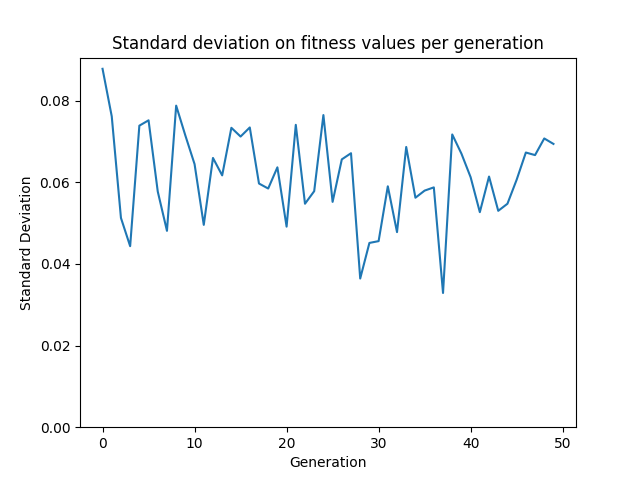 Standard deviation on fitness values per generation
Standard Deviation
0.08
0.06
0.04
0.02
0.00
0 10 20 30 40 50
Generation